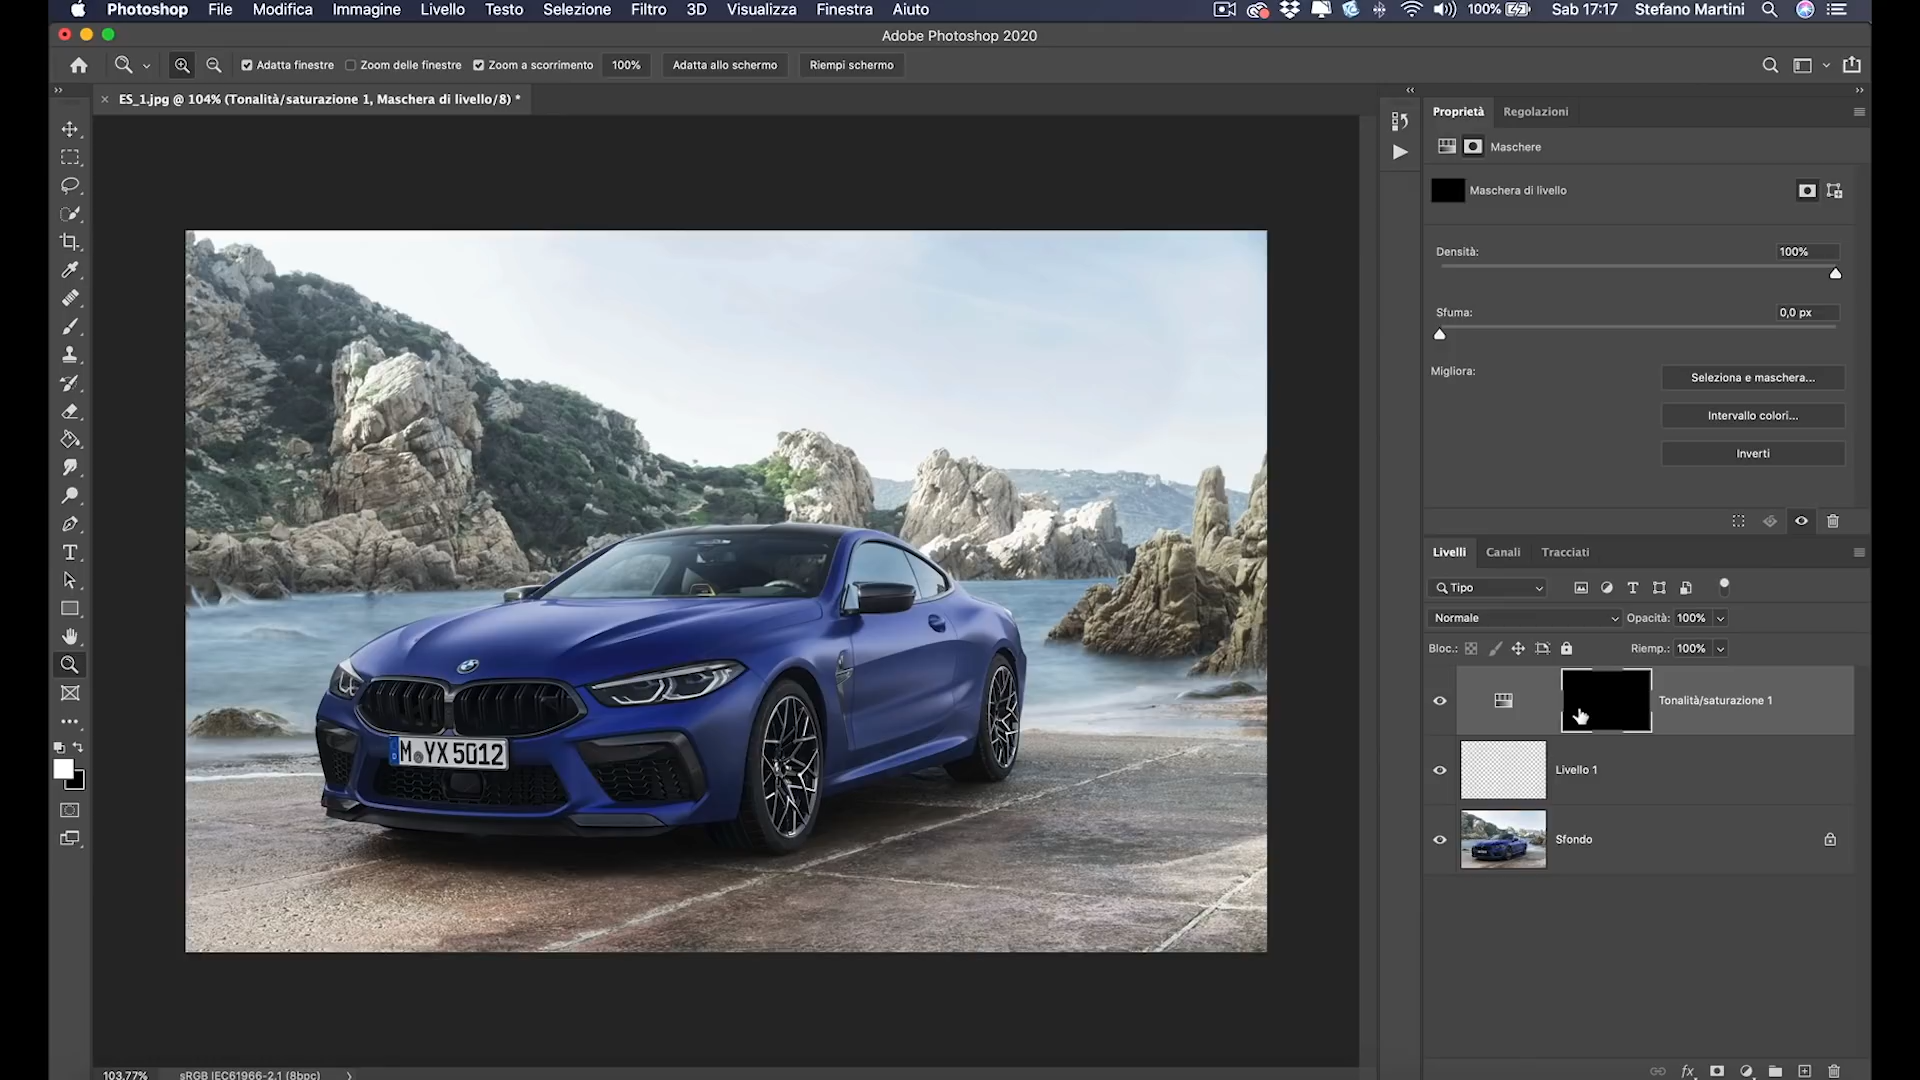 Photoshop File Modifica Immagine Livello Testo Selezione Filtro 3D Visualizza Finestra Aiuto 100% Sab 17:17 Stefano Martini
Adobe Photoshop 2020
Adatta finestre Zoom delle finestre Zoom a scorrimento 100% Adatta allo schermo Riempi schermo
ES_1.jpg @ 104% (Tonalità/saturazione 1, Maschera di livello/8) *
Proprietà Regolazioni
Maschere
Maschera di livello
Densità: 100%
Sfuma: 0,0 px
Migliora: Seleziona e maschera...
Intervallo colori...
Inverti
Livelli Canali Tracciati
Tipo
Normale Opacità: 100%
Bloc.: Riemp.: 100%
Tonalità/saturazione 1
Livello 1
Sfondo
M YX 5012
103,77% sRGB IEC61966-2.1 (8bpc)